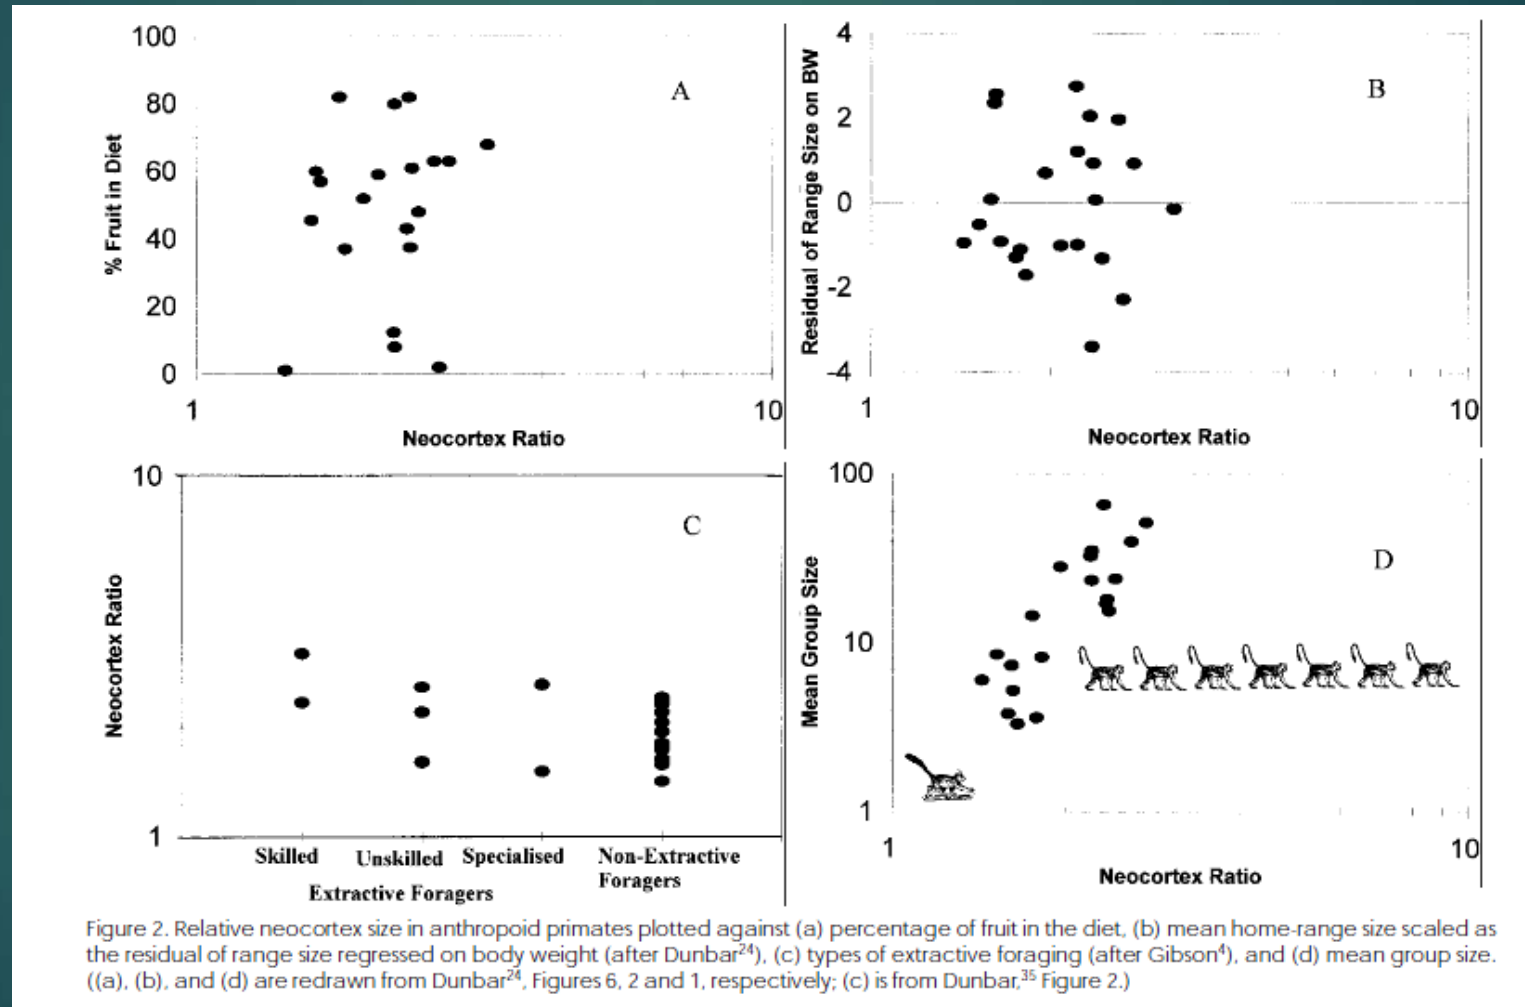 100
80
60
40
20
0
% Fruit in Diet
A
1
10
Neocortex Ratio
4
2
0
-2
-4
Residual of Range Size on BW
B
1
10
Neocortex Ratio
10
1
Neocortex Ratio
C
Skilled
Unskilled
Specialised
Non-Extractive
Foragers
Extractive Foragers
100
10
1
Mean Group Size
D
1
10
Neocortex Ratio
Figure 2. Relative neocortex size in anthropoid primates plotted against (a) percentage of fruit in the diet, (b) mean home-range size scaled as
the residual of range size regressed on body weight (after Dunbar²⁴), (c) types of extractive foraging (after Gibson⁴), and (d) mean group size.
((a), (b), and (d) are redrawn from Dunbar²⁴, Figures 6, 2 and 1, respectively; (c) is from Dunbar,³⁵ Figure 2.)